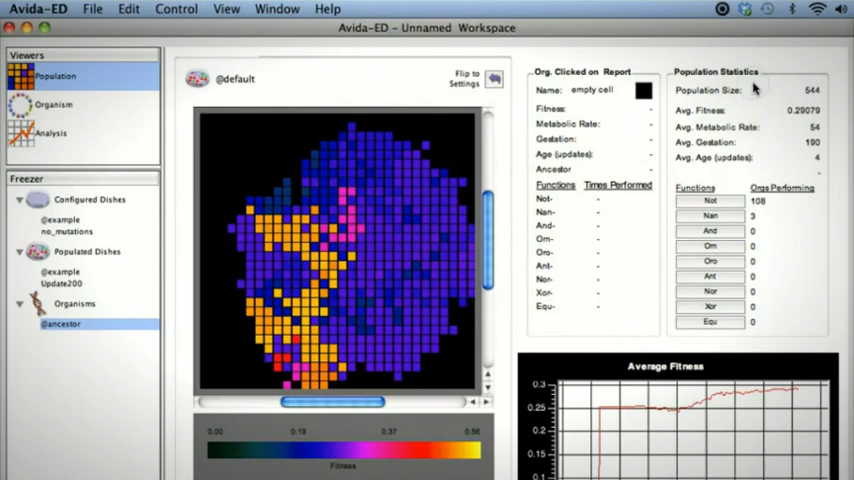 Avida-ED File Edit Control View Window Help
Avida-ED – Unnamed Workspace
Viewers
Population
Organism
Analysis
Freezer
Configured Dishes
@example
no_mutations
Populated Dishes
@example
Update200
Organisms
@ancestor
@default
Flip to
Settings
0.00 0.19 0.37 0.56
Fitness
Org. Clicked on Report
Name: empty cell
Fitness: -
Metabolic Rate: -
Gestation: -
Age (updates): -
Ancestor -
Functions Times Performed
Not- -
Nan- -
And- -
Orn- -
Oro- -
Ant- -
Nor- -
Xor- -
Equ- -
Population Statistics
Population Size: 544
Avg. Fitness: 0.29079
Avg. Metabolic Rate: 54
Avg. Gestation: 190
Avg. Age (updates): 4
-
Functions Orgs Performing
Not 108
Nan 3
And 0
Orn 0
Oro 0
Ant 0
Nor 0
Xor 0
Equ 0
Average Fitness
0.3
0.25
0.2
0.15
0.1